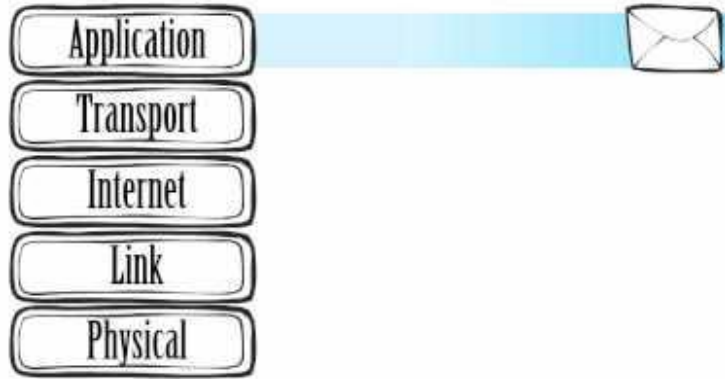 Application
Transport
Internet
Link
Physical